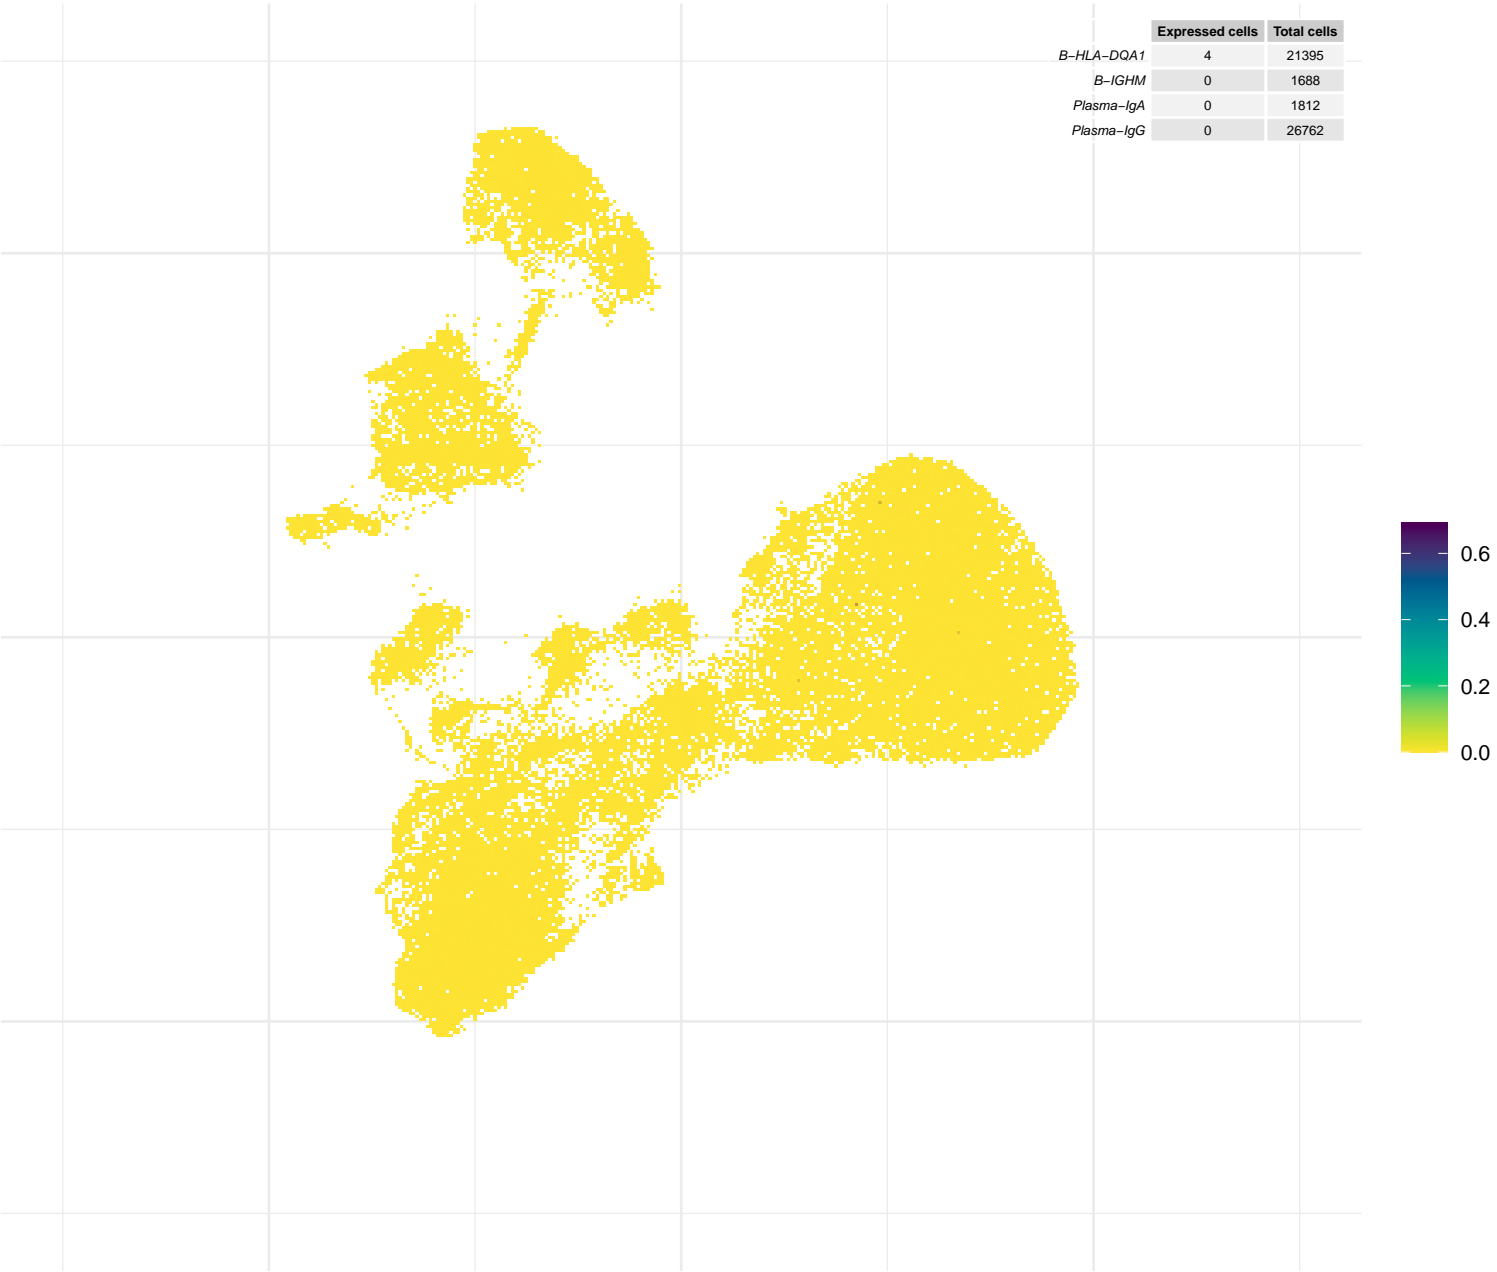 Expressed cells Total cells
B−HLA−DQA1 4 21395
B−IGHM 0 1688
Plasma−IgA 0 1812
Plasma−IgG 0 26762
0.6
0.4
0.2
0.0